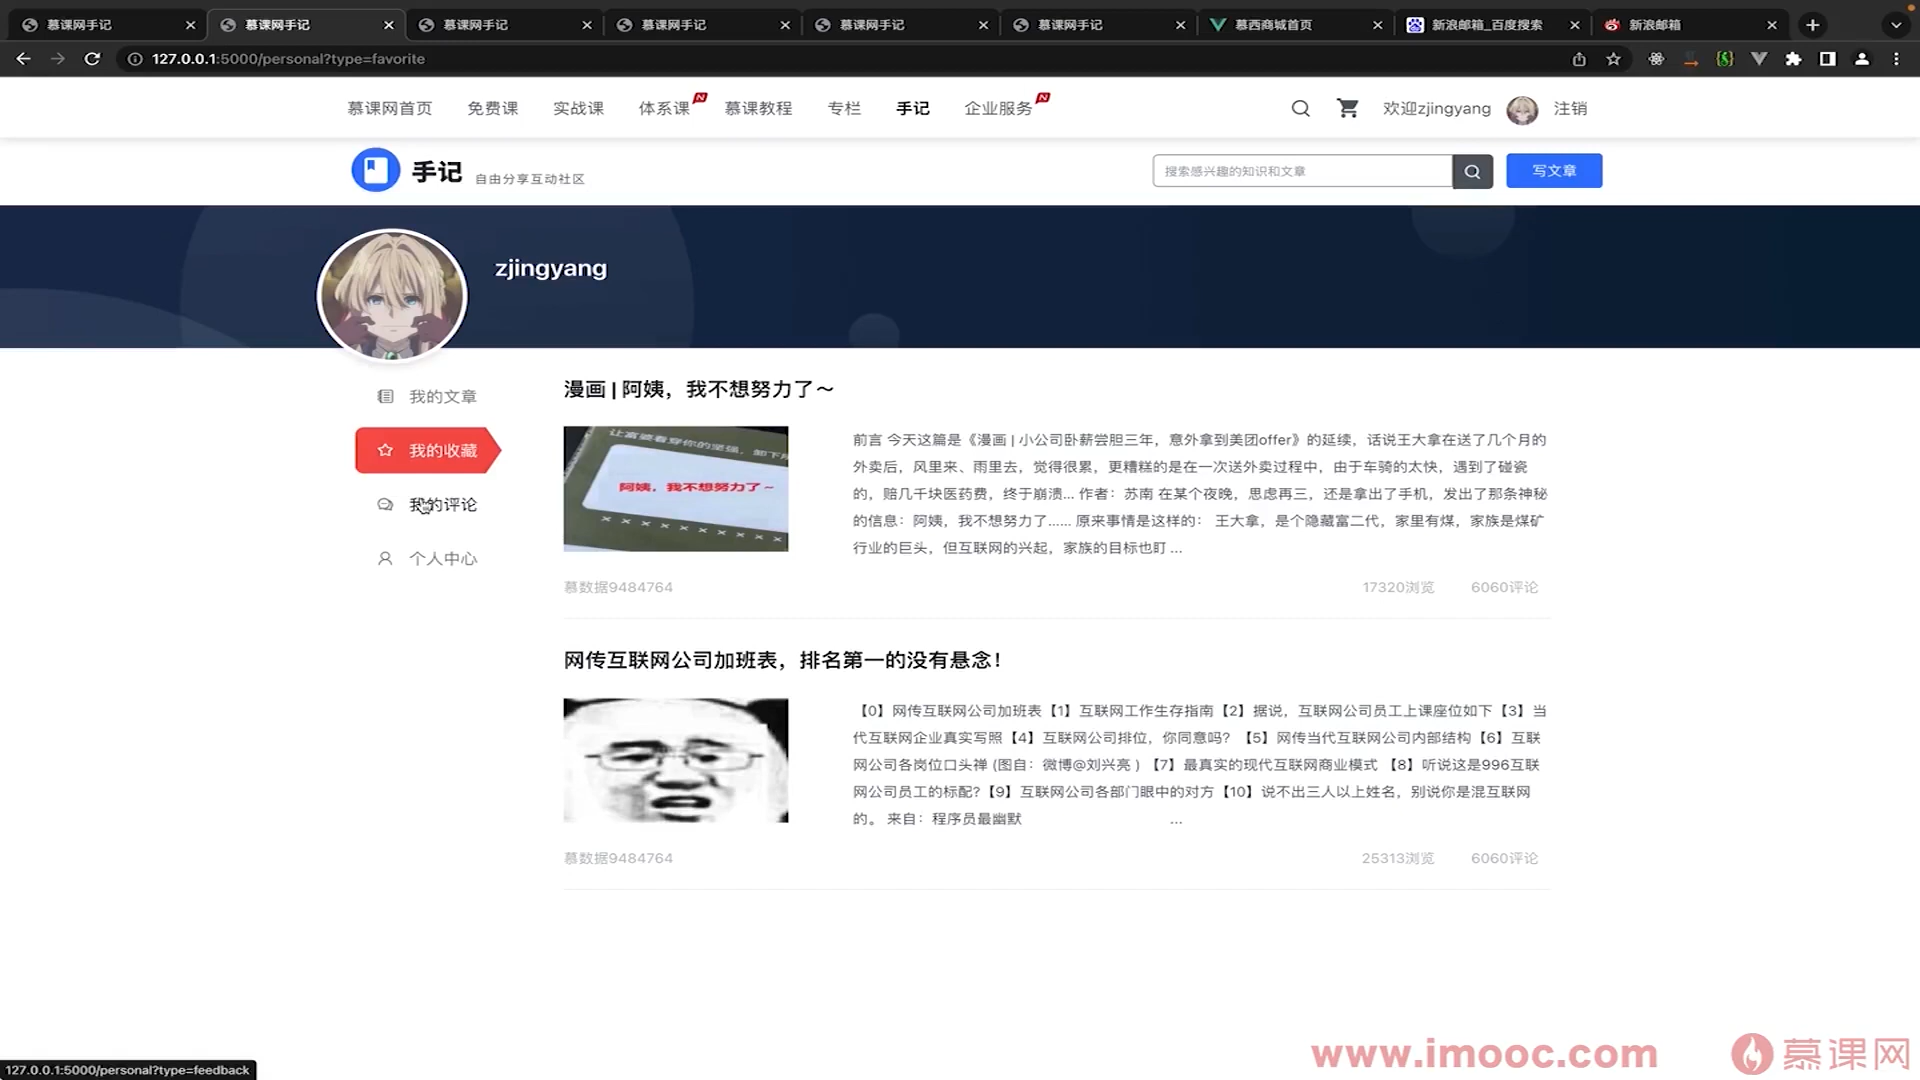 慕课网手记
慕课网手记
慕课网手记
慕课网手记
慕课网手记
慕课网手记
慕西商城首页
新浪邮箱_百度搜索
新浪邮箱
127.0.0.1:5000/personal?type=favorite
慕课网首页
免费课
实战课
体系课
N
慕课教程
专栏
手记
企业服务
N
欢迎zjingyang
注销
手记
自由分享互动社区
搜索感兴趣的知识和文章
写文章
zjingyang
我的文章
我的收藏
我的评论
个人中心
漫画 | 阿姨，我不想努力了～
阿姨，我不想努力了～
前言 今天这篇是《漫画 | 小公司卧薪尝胆三年，意外拿到美团offer》的延续，话说王大拿在送了几个月的
外卖后，风里来、雨里去，觉得很累，更糟糕的是在一次送外卖过程中，由于车骑的太快，遇到了碰瓷
的，赔几千块医药费，终于崩溃... 作者：苏南 在某个夜晚，思虑再三，还是拿出了手机，发出了那条神秘
的信息：阿姨，我不想努力了...... 原来事情是这样的： 王大拿，是个隐藏富二代，家里有煤，家族是煤矿
行业的巨头，但互联网的兴起，家族的目标也盯 ...
慕数据9484764
17320浏览
6060评论
网传互联网公司加班表，排名第一的没有悬念！
【0】网传互联网公司加班表【1】互联网工作生存指南【2】据说，互联网公司员工上课座位如下【3】当
代互联网企业真实写照【4】互联网公司排位，你同意吗？ 【5】网传当代互联网公司内部结构【6】互联
网公司各岗位口头禅 (图自：微博@刘兴亮 ) 【7】最真实的现代互联网商业模式 【8】听说这是996互联
网公司员工的标配?【9】互联网公司各部门眼中的对方【10】说不出三人以上姓名，别说你是混互联网
的。 来自：程序员最幽默 ...
慕数据9484764
25313浏览
6060评论
www.imooc.com
慕课网
127.0.0.1:5000/personal?type=feedback